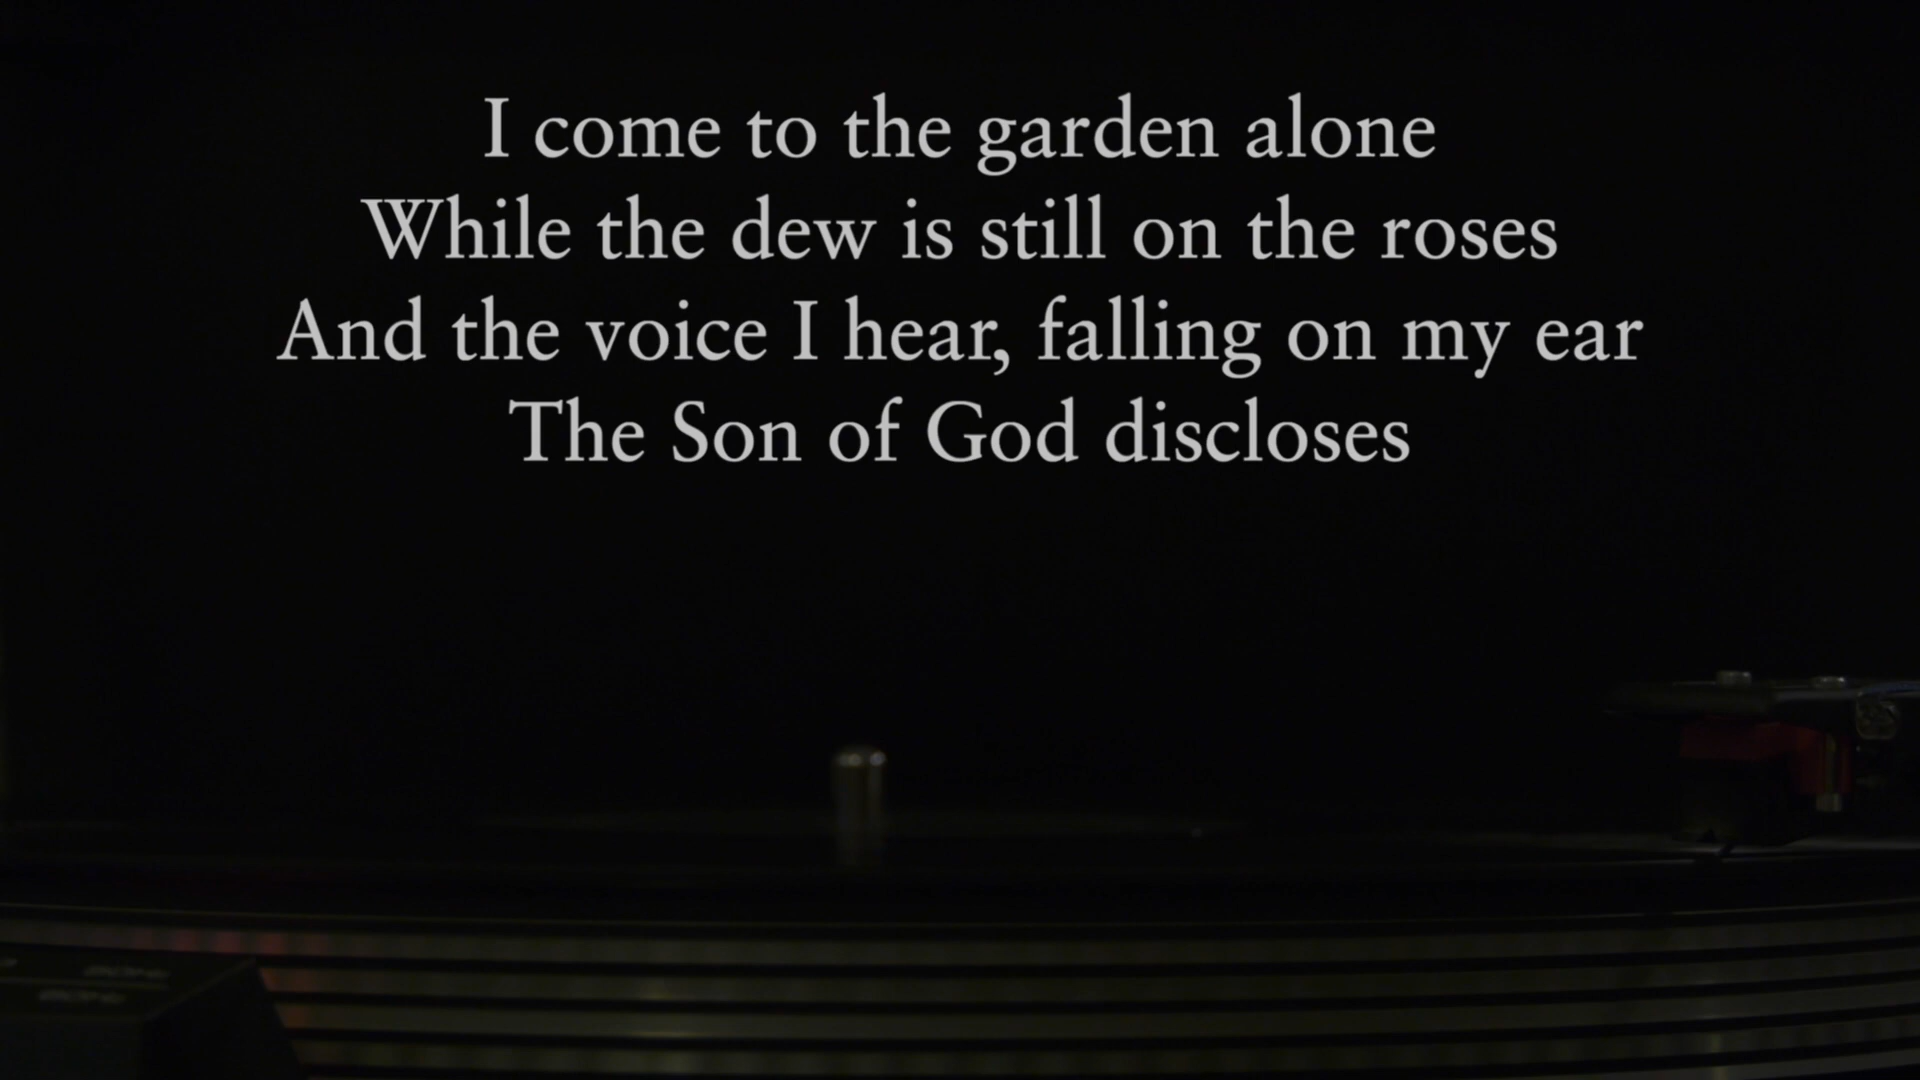 I come to the garden alone
While the dew is still on the roses
And the voice I hear, falling on my ear
The Son of God discloses